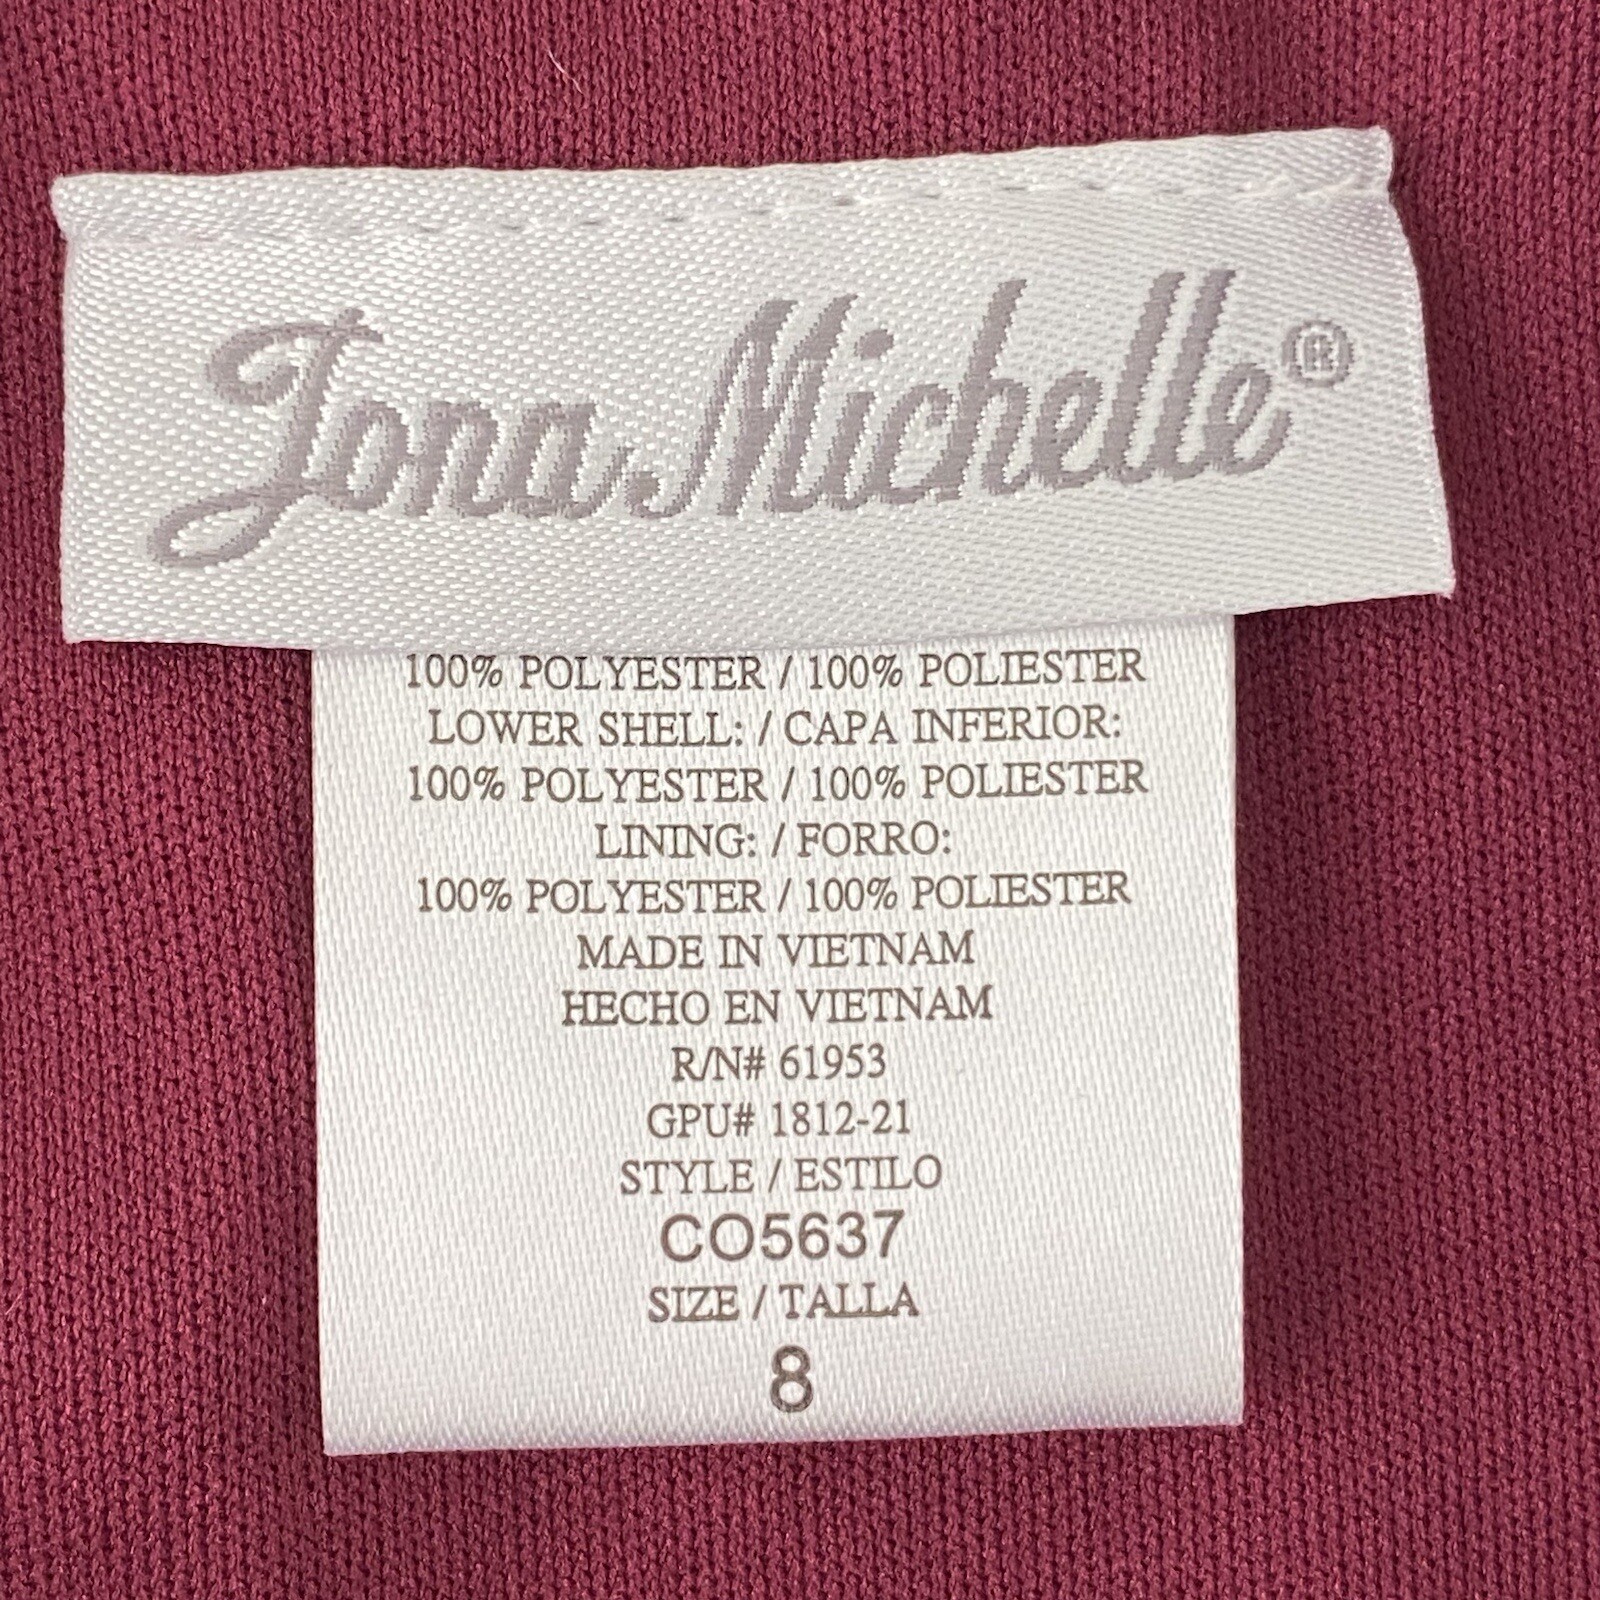 Jona Michelle®
100% POLYESTER / 100% POLIESTER
LOWER SHELL: / CAPA INFERIOR:
100% POLYESTER / 100% POLIESTER
LINING: / FORRO:
100% POLYESTER / 100% POLIESTER
MADE IN VIETNAM
HECHO EN VIETNAM
R/N# 61953
GPU# 1812-21
STYLE / ESTILO
CO5637
SIZE / TALLA
8